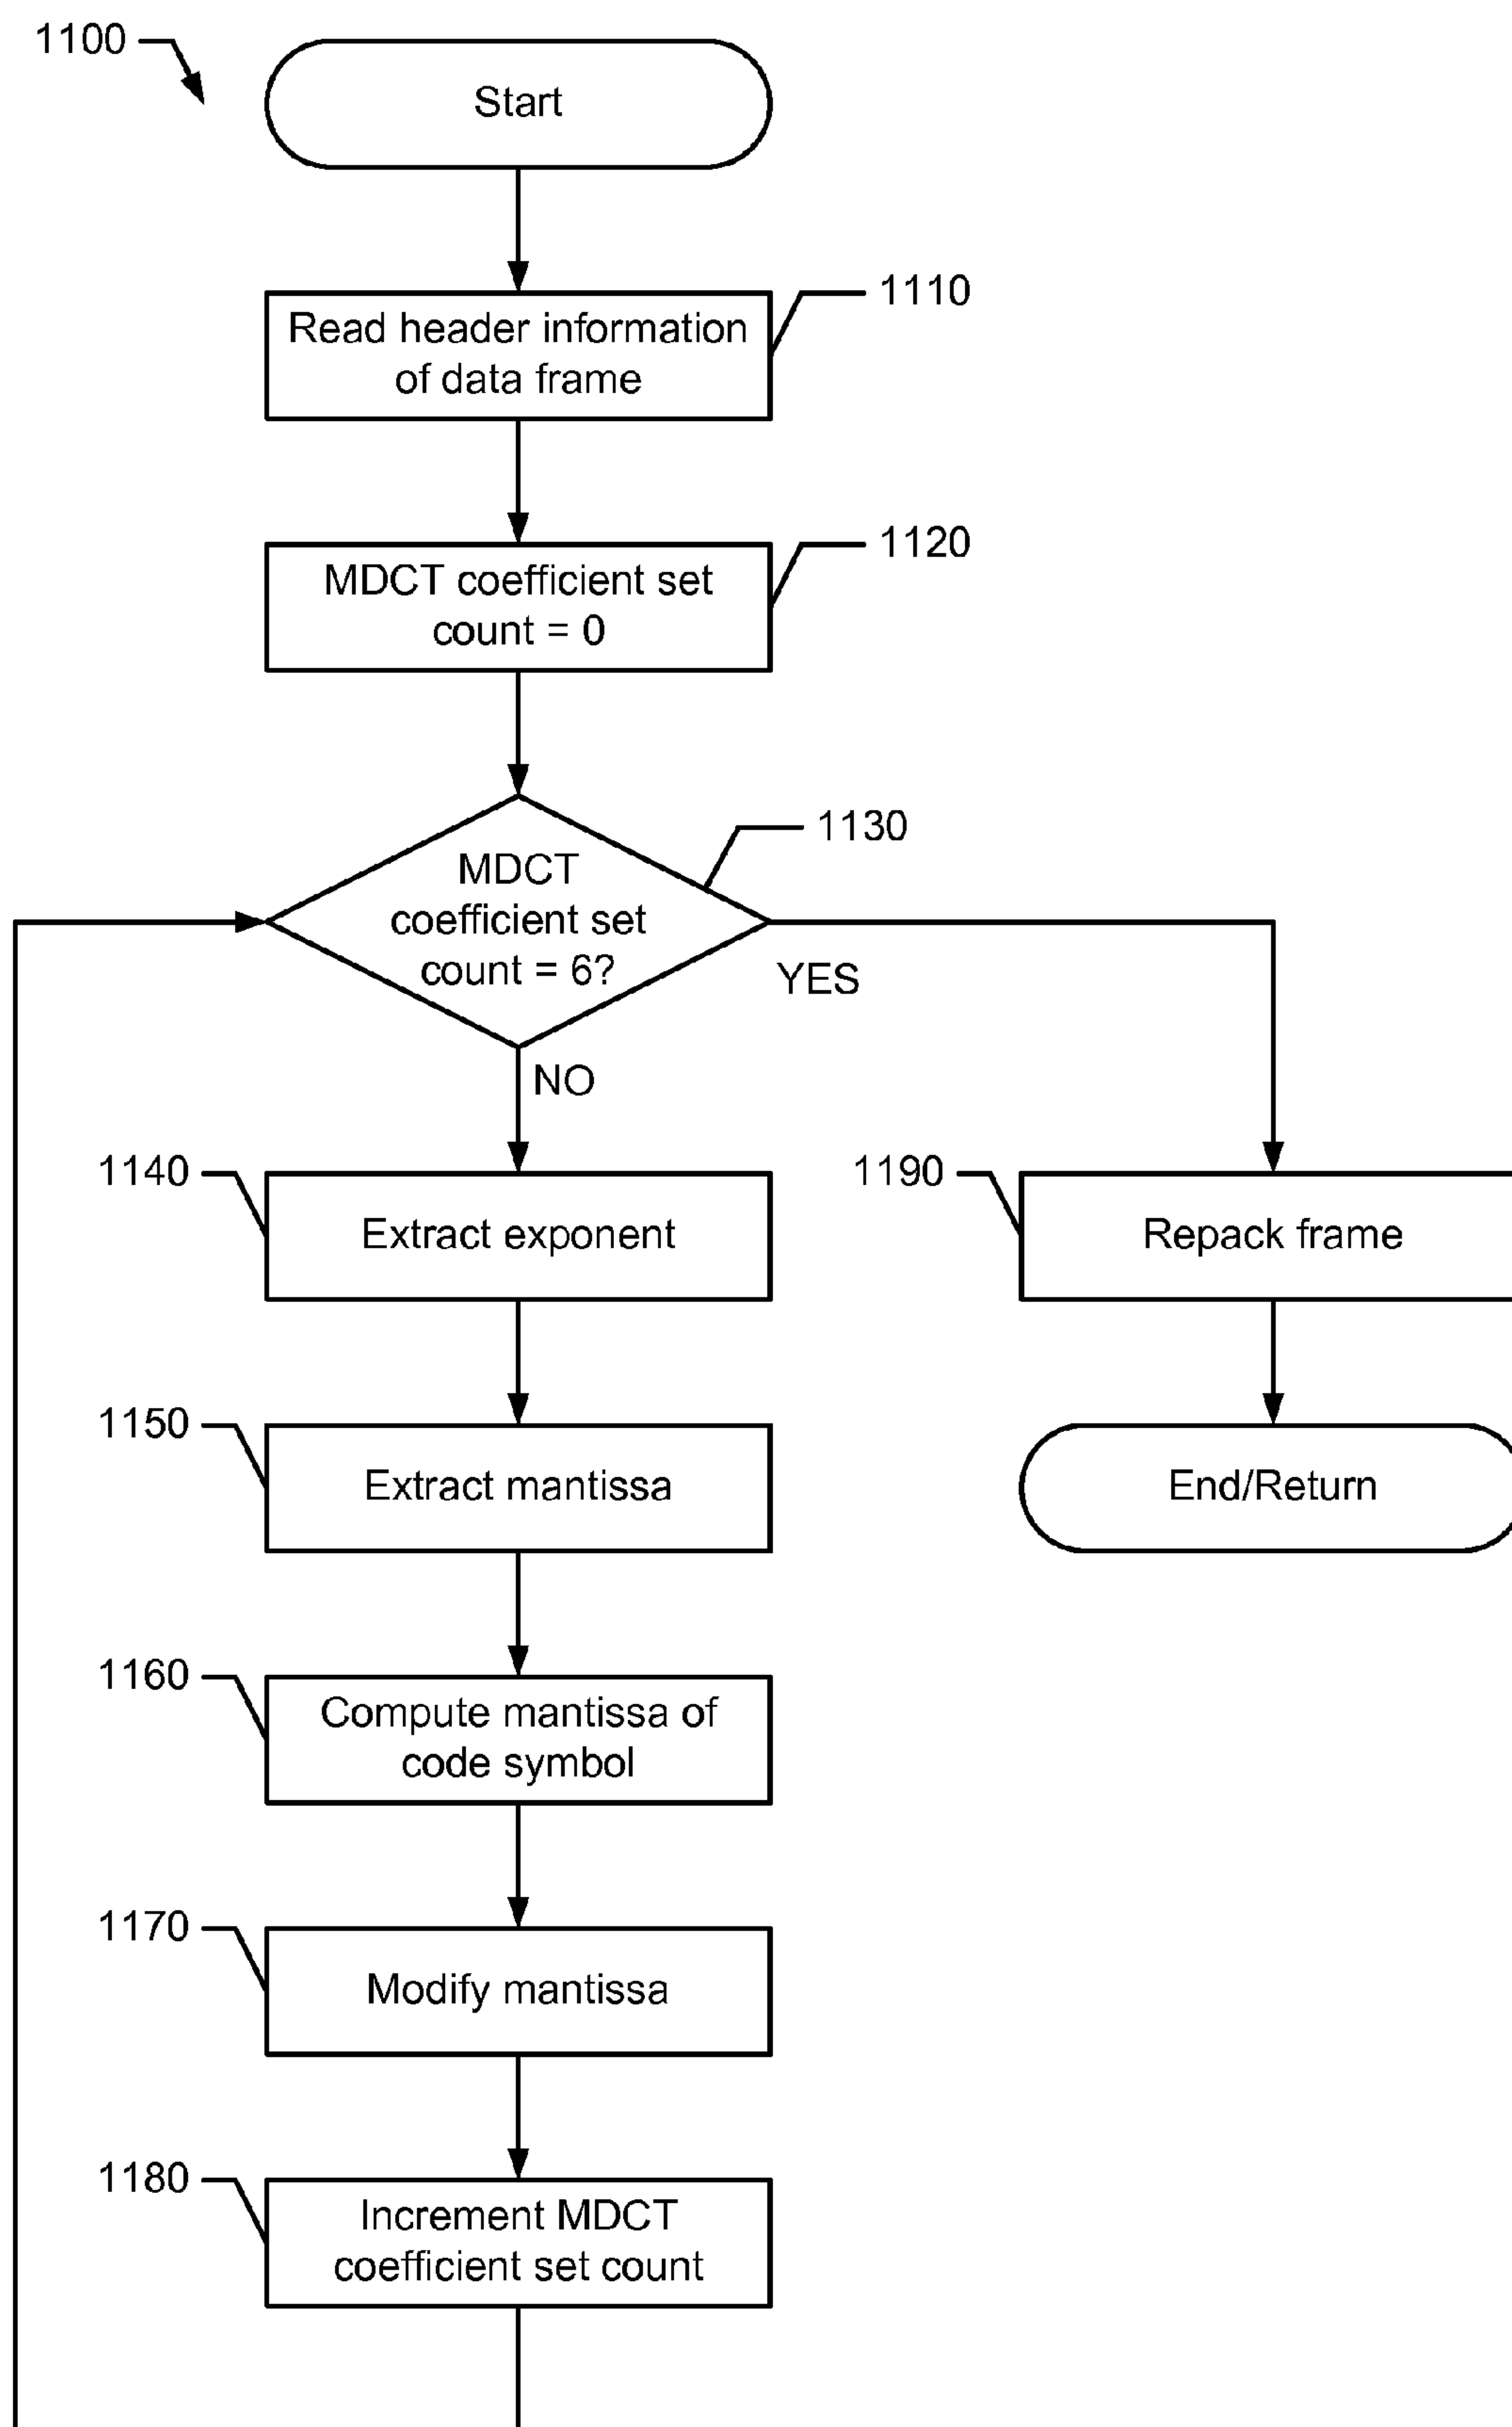 1100
Start
1110
Read header information
of data frame
1120
MDCT coefficient set
count = 0
1130
MDCT
coefficient set
count = 6?
YES
NO
1140
Extract exponent
1190
Repack frame
1150
Extract mantissa
End/Return
1160
Compute mantissa of
code symbol
1170
Modify mantissa
1180
Increment MDCT
coefficient set count